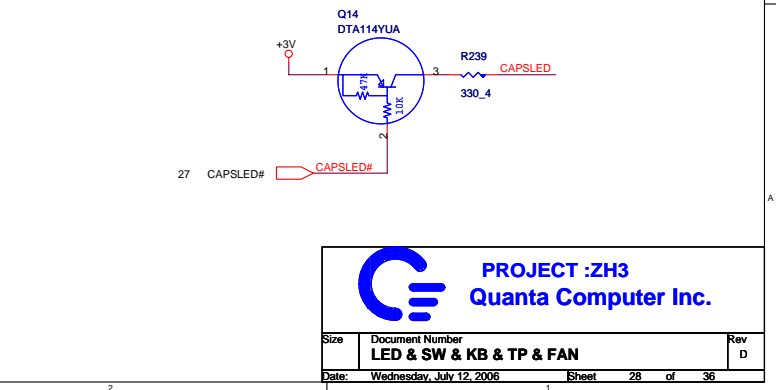 Q14
DTA114YUA
+3V
1
47K
10K
3
R239
CAPSLED
330_4
2
27 CAPSLED#
CAPSLED#
A
PROJECT :ZH3
Quanta Computer Inc.
Size Document Number Rev
LED & SW & KB & TP & FAN D
Date: Wednesday, July 12, 2006 Sheet 28 of 36
2 1